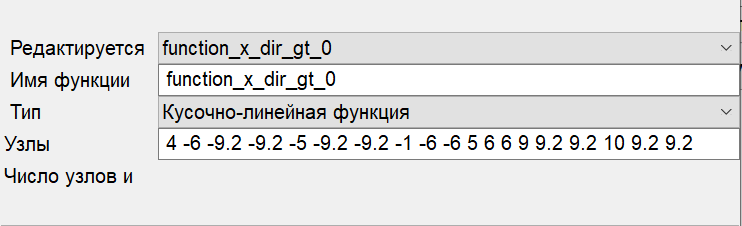 Редактируется function_x_dir_gt_0
Имя функции function_x_dir_gt_0
Тип Кусочно-линейная функция
Узлы 4 -6 -9.2 -9.2 -5 -9.2 -9.2 -1 -6 -6 5 6 6 9 9.2 9.2 10 9.2 9.2
Число узлов и